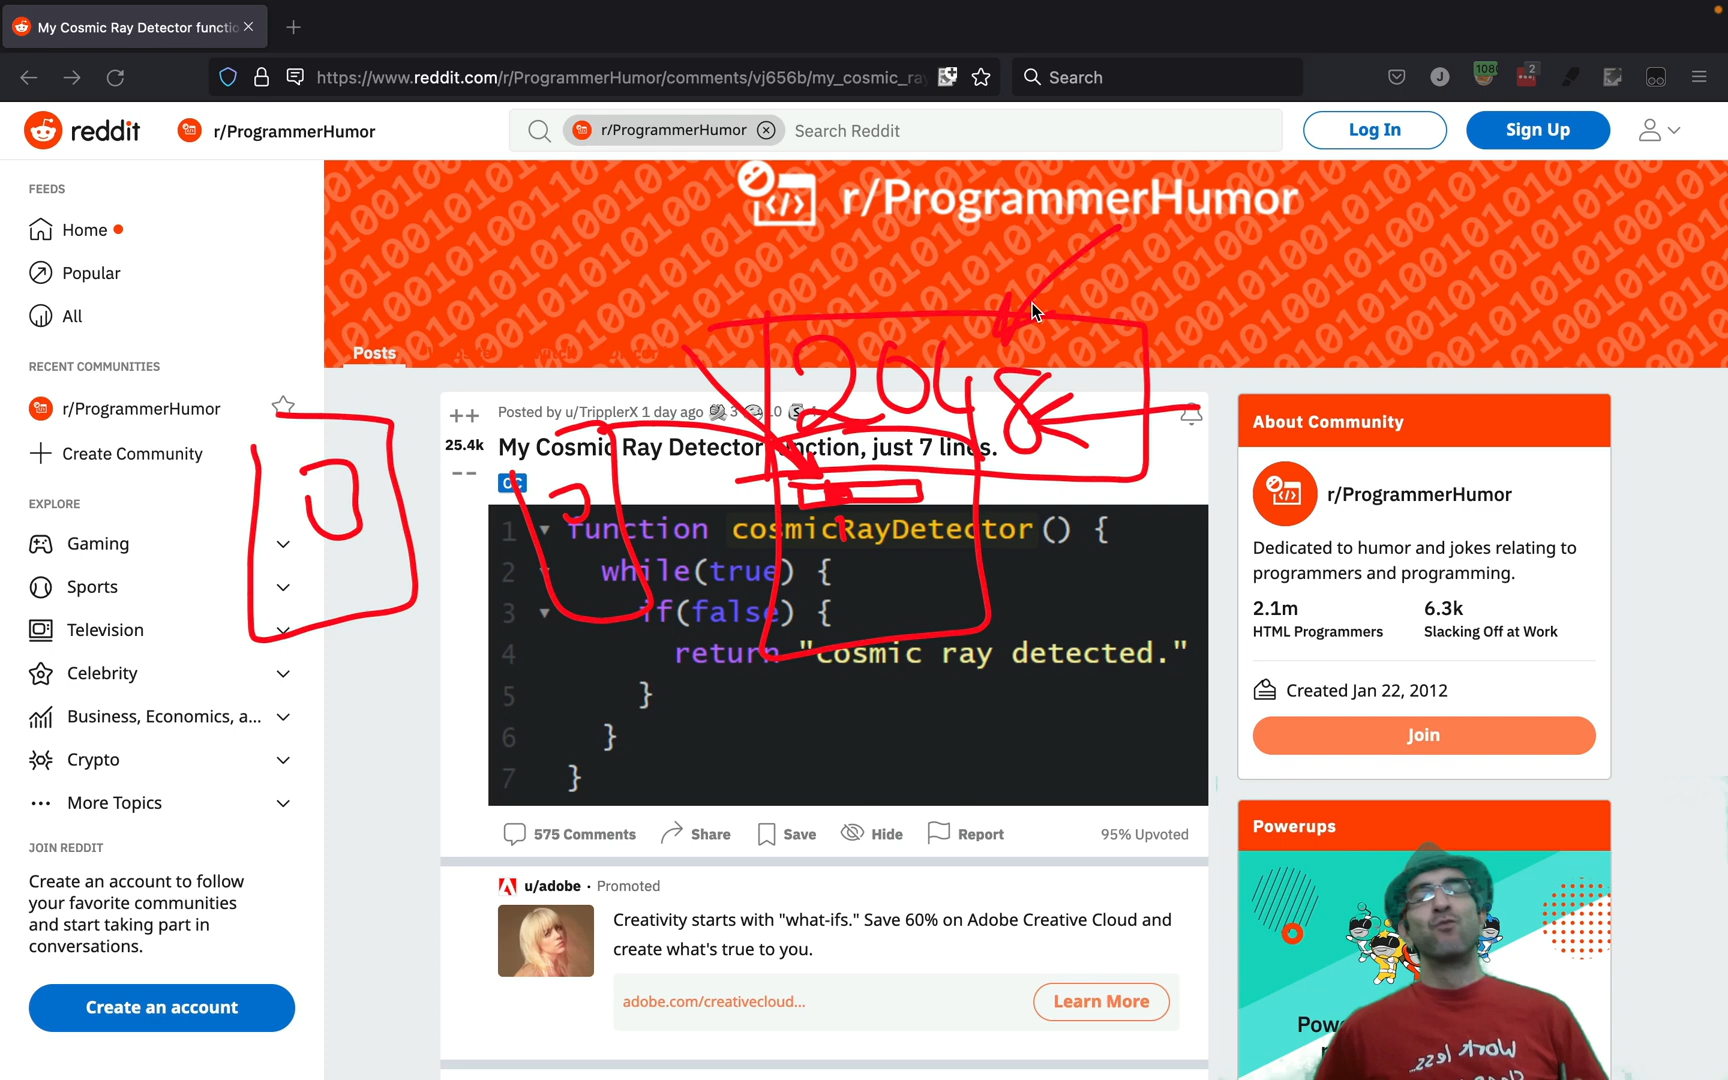 My Cosmic Ray Detector functio
https://www.reddit.com/r/ProgrammerHumor/comments/vj656b/my_cosmic_ra
Search
J
108
2
reddit
r/ProgrammerHumor
r/ProgrammerHumor
Search Reddit
Log In
Sign Up
r/ProgrammerHumor
Posts
FEEDS
Home
Popular
All
RECENT COMMUNITIES
r/ProgrammerHumor
Create Community
EXPLORE
Gaming
Sports
Television
Celebrity
Business, Economics, a...
Crypto
More Topics
JOIN REDDIT
Create an account to follow
your favorite communities
and start taking part in
conversations.
Create an account
2048
0
++
25.4k
--
Posted by u/TripplerX 1 day ago
My Cosmic Ray Detector function, just 7 lines.
1 function cosmicRayDetector() {
2 while(true) {
3 if(false) {
4 return "cosmic ray detected."
5 }
6 }
7 }
575 Comments
Share
Save
Hide
Report
95% Upvoted
u/adobe · Promoted
Creativity starts with "what-ifs." Save 60% on Adobe Creative Cloud and
create what's true to you.
adobe.com/creativecloud...
Learn More
About Community
r/ProgrammerHumor
Dedicated to humor and jokes relating to
programmers and programming.
2.1m
HTML Programmers
6.3k
Slacking Off at Work
Created Jan 22, 2012
Join
Powerups
work less